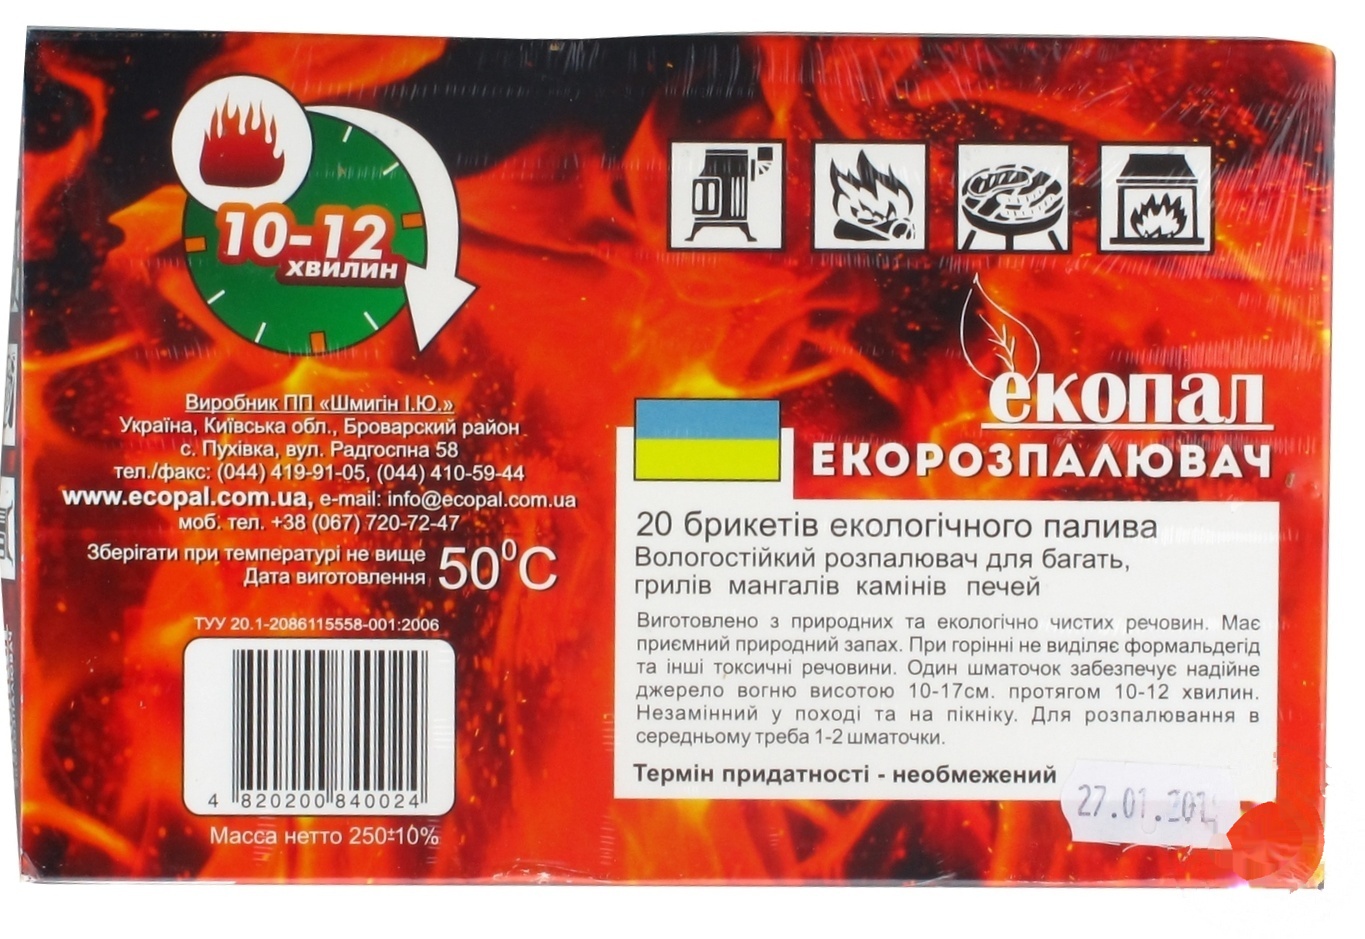 10-12
ХВИЛИН
Виробник ПП «Шмигін І.Ю.»
Україна, Київська обл., Броварский район
с. Пухівка, вул. Радгоспна 58
тел./факс: (044) 419-91-05, (044) 410-59-44
www.ecopal.com.ua, e-mail: info@ecopal.com.ua
моб. тел. +38 (067) 720-72-47
Зберігати при температурі не вище 50⁰С
Дата виготовлення
ТУУ 20.1-2086115558-001:2006
4 820200 840024
Масса нетто 250±10%
екопал
ЕКОРОЗПАЛЮВАЧ
20 брикетів екологічного палива
Вологостійкий розпалювач для багать,
грилів мангалів камінів печей
Виготовлено з природних та екологічно чистих речовин. Має
приємний природний запах. При горінні не виділяє формальдегід
та інші токсичні речовини. Один шматочок забезпечує надійне
джерело вогню висотою 10-17см. протягом 10-12 хвилин.
Незамінний у поході та на пікніку. Для розпалювання в
середньому треба 1-2 шматочки.
Термін придатності - необмежений